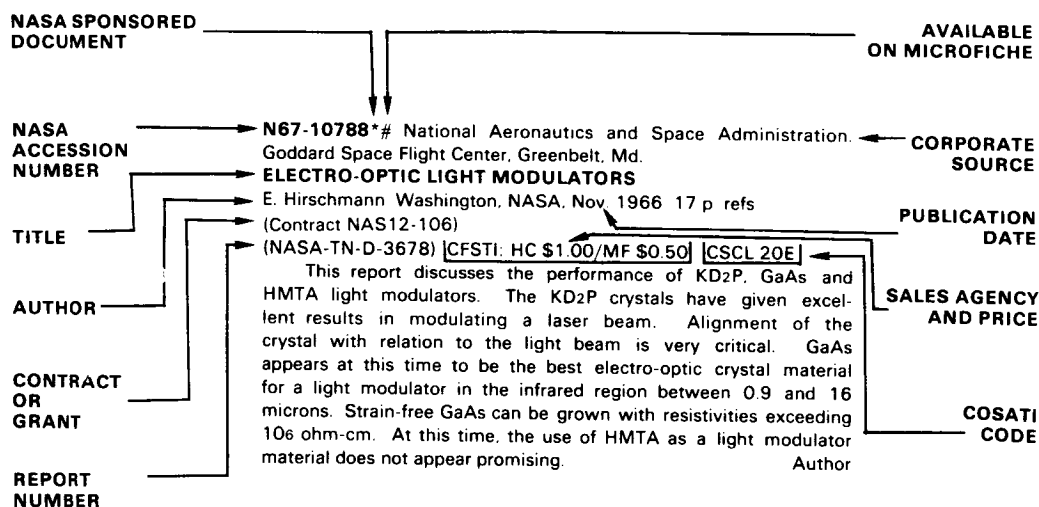 NASA SPONSORED
DOCUMENT
AVAILABLE
ON MICROFICHE
NASA
ACCESSION
NUMBER
N67-10788*# National Aeronautics and Space Administration.
Goddard Space Flight Center, Greenbelt, Md.
CORPORATE
SOURCE
TITLE
ELECTRO-OPTIC LIGHT MODULATORS
AUTHOR
E. Hirschmann Washington, NASA, Nov. 1966 17 p refs
PUBLICATION
DATE
CONTRACT
OR
GRANT
(Contract NAS12-106)
REPORT
NUMBER
(NASA-TN-D-3678) CFSTI: HC $1.00/MF $0.50 CSCL 20E
SALES AGENCY
AND PRICE
COSATI
CODE
This report discusses the performance of KD2P, GaAs and
HMTA light modulators. The KD2P crystals have given excel-
lent results in modulating a laser beam. Alignment of the
crystal with relation to the light beam is very critical. GaAs
appears at this time to be the best electro-optic crystal material
for a light modulator in the infrared region between 0.9 and 16
microns. Strain-free GaAs can be grown with resistivities exceeding
106 ohm-cm. At this time, the use of HMTA as a light modulator
material does not appear promising. Author